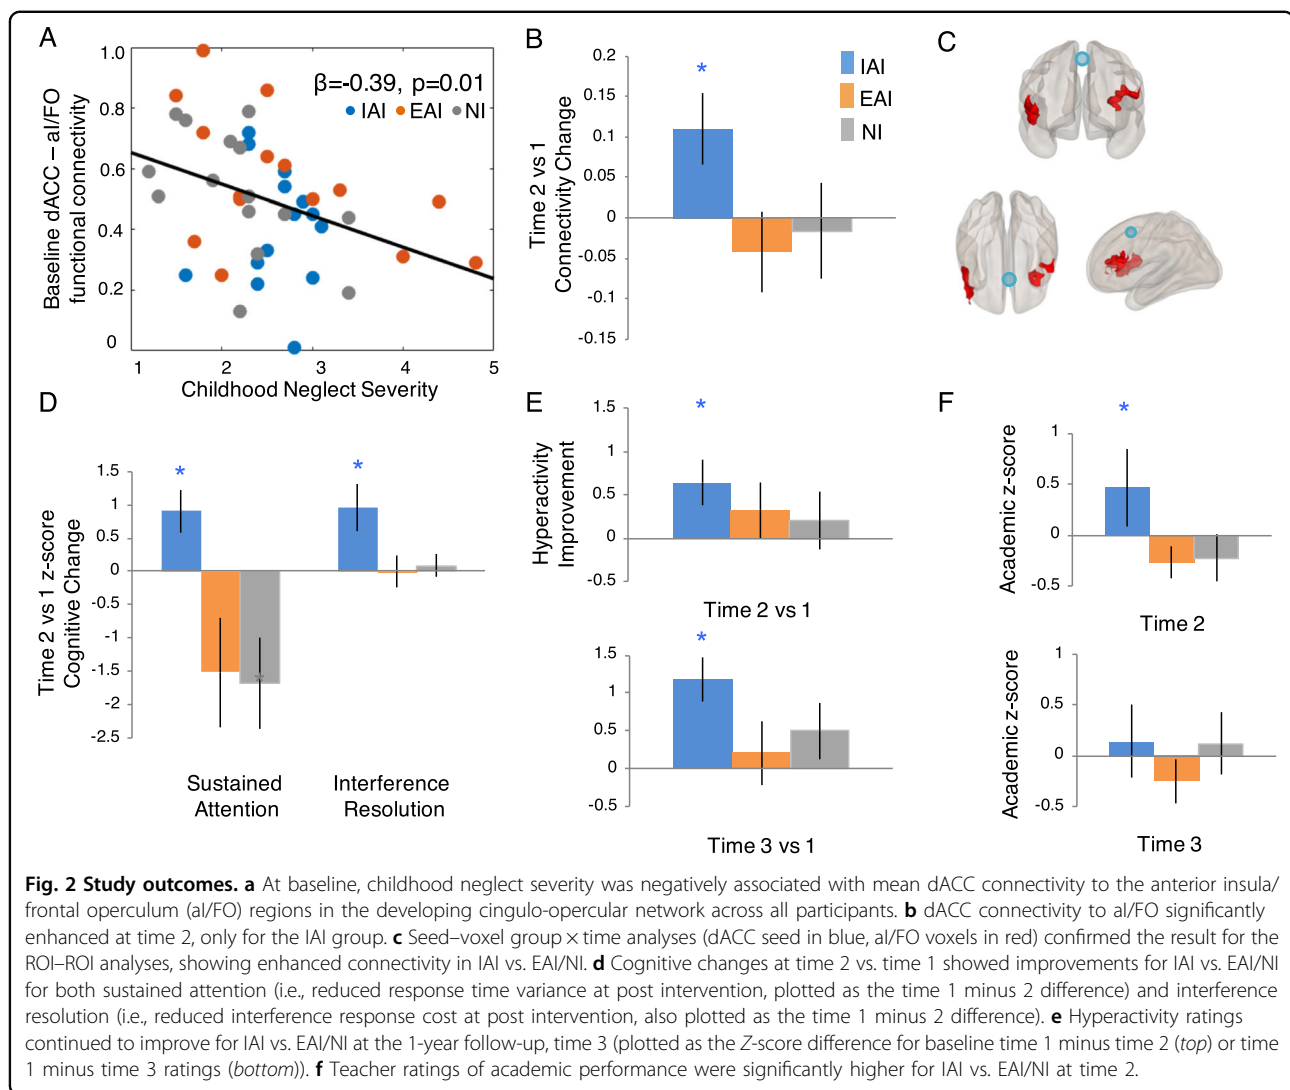 A
1.0
0.8
0.6
0.4
0.2
0
Baseline dACC – aI/FO
functional connectivity
β=-0.39, p=0.01
IAI EAI NI
1 2 3 4 5
Childhood Neglect Severity
B
0.2
0.15
0.1
0.05
0
-0.05
-0.1
-0.15
Time 2 vs 1
Connectivity Change
*
IAI
EAI
NI
C
D
1.5
1
0.5
0
-0.5
-1
-1.5
-2
-2.5
Time 2 vs 1 z-score
Cognitive Change
* *
*
Sustained
Attention
Interference
Resolution
E
1.5
1
0.5
0
-0.5
Hyperactivity
Improvement
*
Time 2 vs 1
*
1.5
1
0.5
0
-0.5
Time 3 vs 1
F
*
1
0
-0.5
Academic z-score
Time 2
1
0
-0.5
Academic z-score
Time 3
Fig. 2 Study outcomes. a At baseline, childhood neglect severity was negatively associated with mean dACC connectivity to the anterior insula/
frontal operculum (aI/FO) regions in the developing cingulo-opercular network across all participants. b dACC connectivity to aI/FO significantly
enhanced at time 2, only for the IAI group. c Seed–voxel group × time analyses (dACC seed in blue, aI/FO voxels in red) confirmed the result for the
ROI–ROI analyses, showing enhanced connectivity in IAI vs. EAI/NI. d Cognitive changes at time 2 vs. time 1 showed improvements for IAI vs. EAI/NI
for both sustained attention (i.e., reduced response time variance at post intervention, plotted as the time 1 minus 2 difference) and interference
resolution (i.e., reduced interference response cost at post intervention, also plotted as the time 1 minus 2 difference). e Hyperactivity ratings
continued to improve for IAI vs. EAI/NI at the 1-year follow-up, time 3 (plotted as the Z-score difference for baseline time 1 minus time 2 (top) or time
1 minus time 3 ratings (bottom)). f Teacher ratings of academic performance were significantly higher for IAI vs. EAI/NI at time 2.